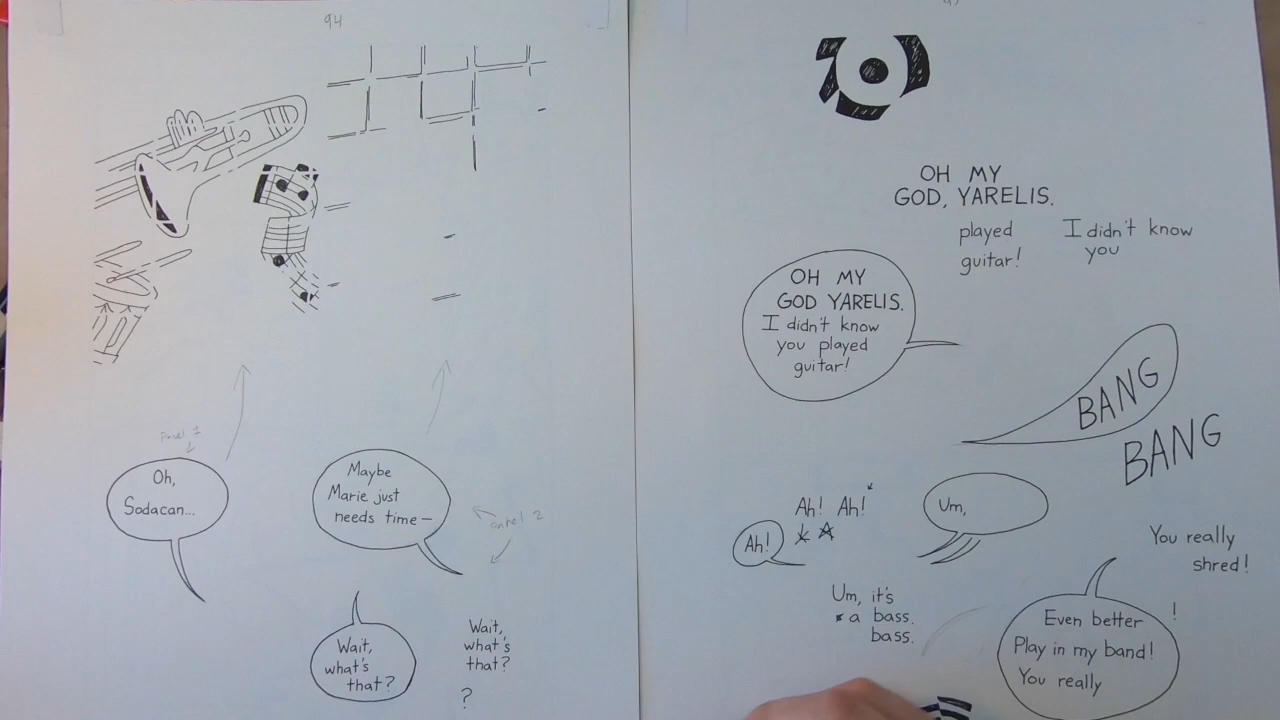 94
Panel 1
Oh,
Sodacan...
Maybe
Marie just
needs time—
panel 2
Wait,
what's
that?
Wait,
what's
that?
?
OH MY
GOD, YARELIS.
played
guitar!
I didn't know
you
OH MY
GOD YARELIS.
I didn't know
you played
guitar!
BANG
BANG
Ah! Ah!
Ah!
Um,
You really
shred!
Um, it's
a bass.
bass.
!
Even better
Play in my band!
You really